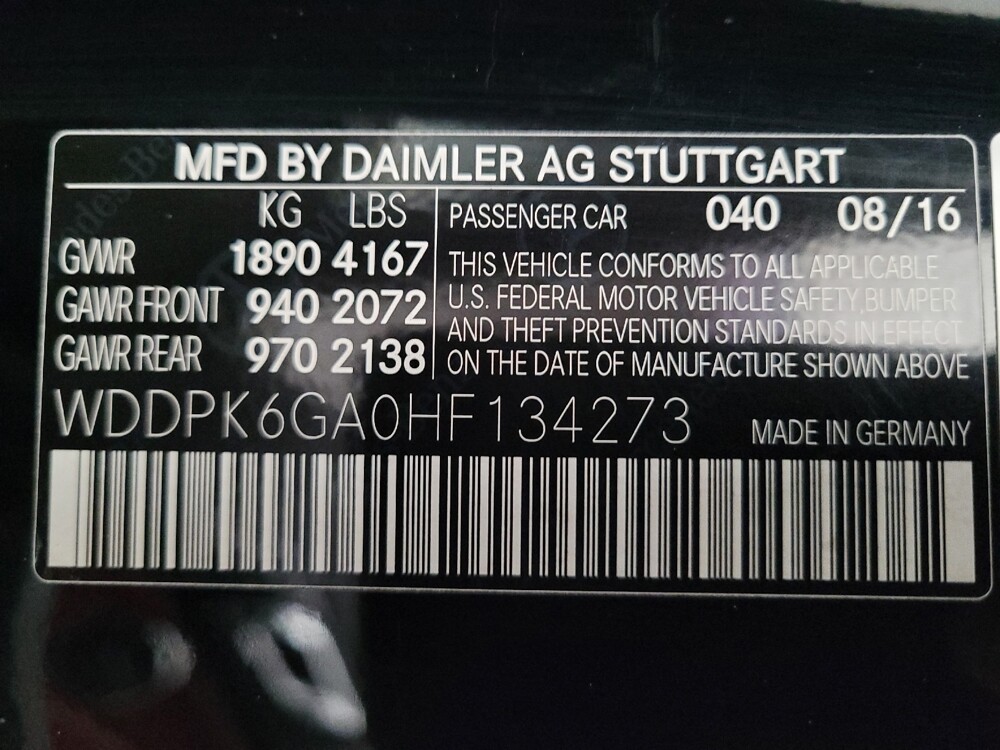 MFD BY DAIMLER AG STUTTGART
KG LBS
GVWR 1890 4167
GAWR FRONT 940 2072
GAWR REAR 970 2138
PASSENGER CAR 040 08/16
THIS VEHICLE CONFORMS TO ALL APPLICABLE
U.S. FEDERAL MOTOR VEHICLE SAFETY,BUMPER
AND THEFT PREVENTION STANDARDS IN EFFECT
ON THE DATE OF MANUFACTURE SHOWN ABOVE
WDDPK6GA0HF134273
MADE IN GERMANY